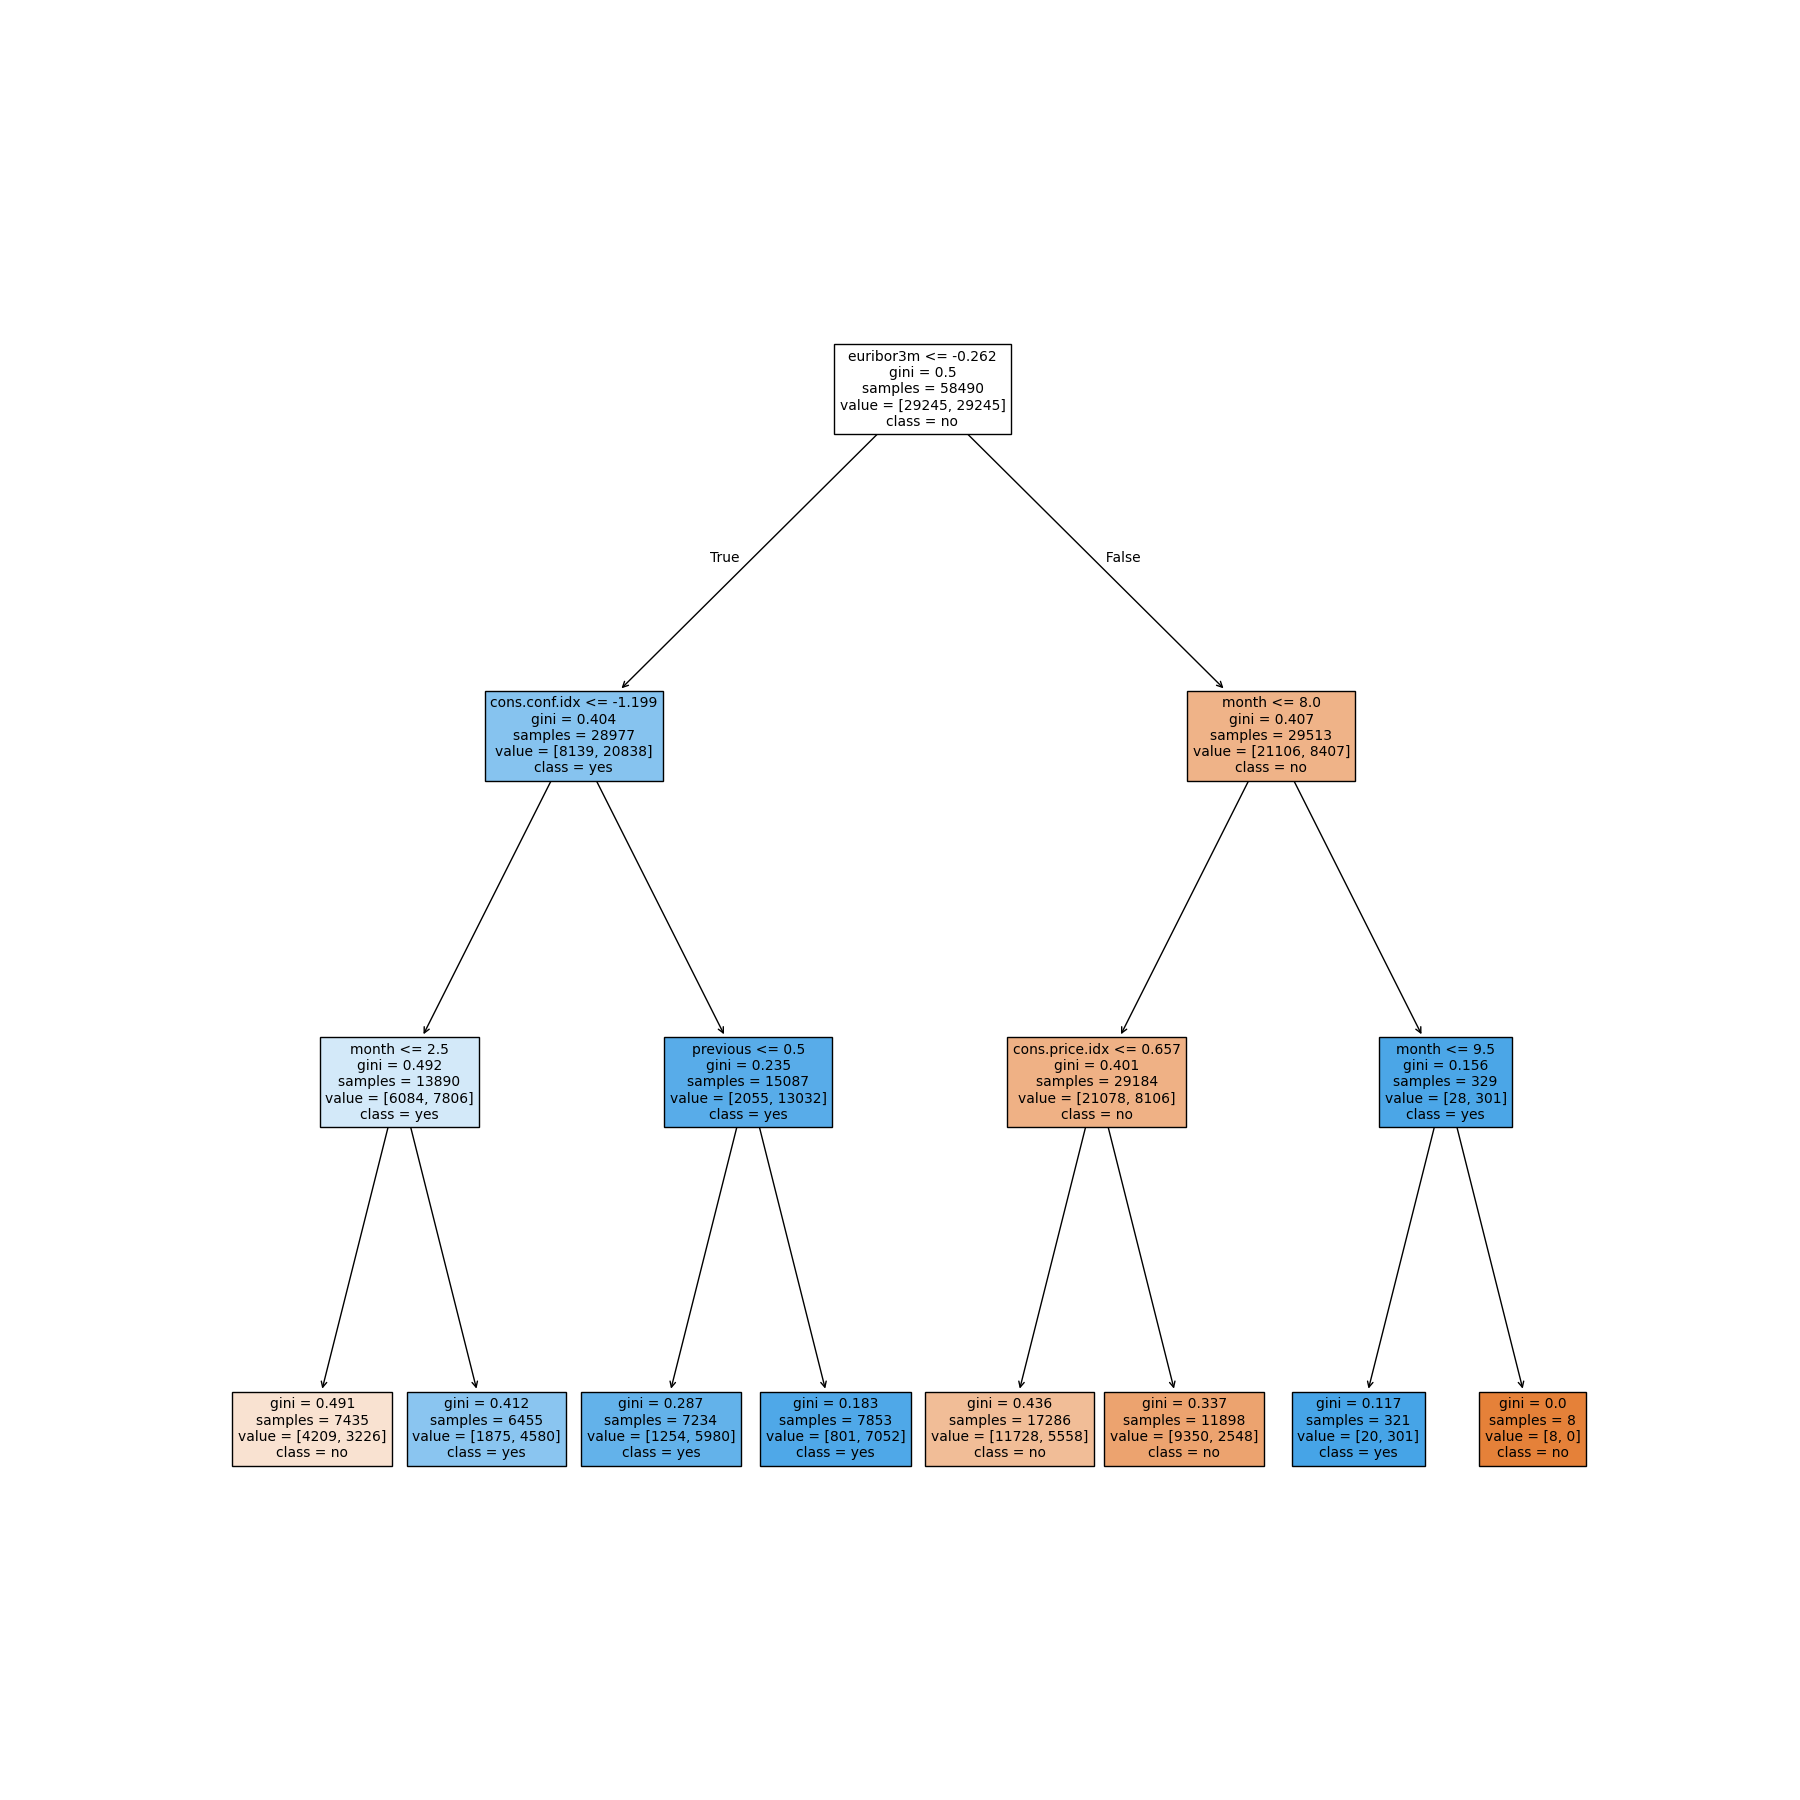 euribor3m <= -0.262
gini = 0.5
samples = 58490
value = [29245, 29245]
class = no
True
False
cons.conf.idx <= -1.199
gini = 0.404
samples = 28977
value = [8139, 20838]
class = yes
month <= 8.0
gini = 0.407
samples = 29513
value = [21106, 8407]
class = no
month <= 2.5
gini = 0.492
samples = 13890
value = [6084, 7806]
class = yes
previous <= 0.5
gini = 0.235
samples = 15087
value = [2055, 13032]
class = yes
cons.price.idx <= 0.657
gini = 0.401
samples = 29184
value = [21078, 8106]
class = no
month <= 9.5
gini = 0.156
samples = 329
value = [28, 301]
class = yes
gini = 0.491
samples = 7435
value = [4209, 3226]
class = no
gini = 0.412
samples = 6455
value = [1875, 4580]
class = yes
gini = 0.287
samples = 7234
value = [1254, 5980]
class = yes
gini = 0.183
samples = 7853
value = [801, 7052]
class = yes
gini = 0.436
samples = 17286
value = [11728, 5558]
class = no
gini = 0.337
samples = 11898
value = [9350, 2548]
class = no
gini = 0.117
samples = 321
value = [20, 301]
class = yes
gini = 0.0
samples = 8
value = [8, 0]
class = no